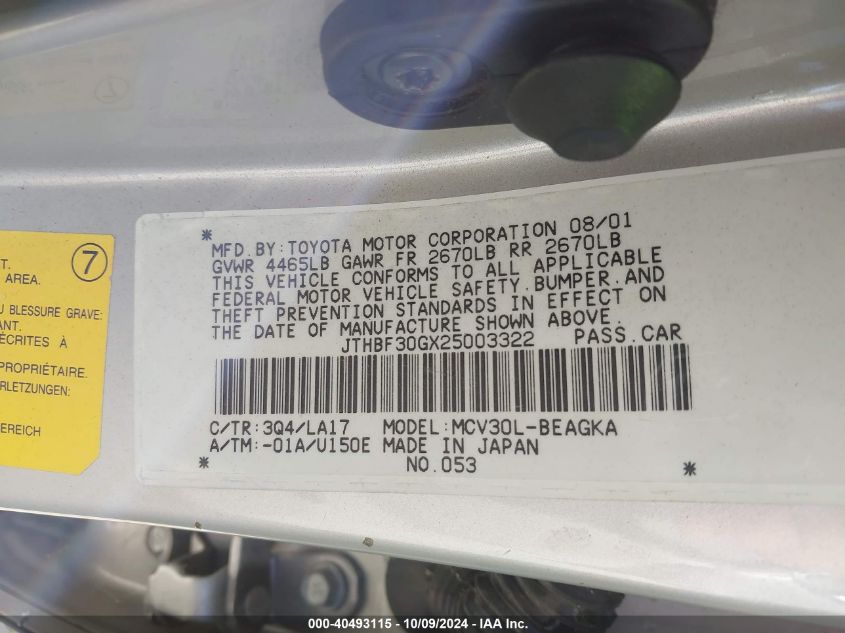 * MFD.BY:TOYOTA MOTOR CORPORATION 08/01
GVWR 4465LB GAWR FR 2670LB RR 2670LB
THIS VEHICLE CONFORMS TO ALL APPLICABLE
FEDERAL MOTOR VEHICLE SAFETY,BUMPER,AND
THEFT PREVENTION STANDARDS IN EFFECT ON
THE DATE OF MANUFACTURE SHOWN ABOVE.
JTHBF30GX25003322 PASS.CAR
C/TR:3Q4/LA17 MODEL:MCV30L-BEAGKA
A/TM:-01A/U150E MADE IN JAPAN
* NO.053 *
7
T.
AREA.
U BLESSURE GRAVE:
ANT.
ÉCRITES À
PROPRIÉTAIRE.
ERLETZUNGEN:
EREICH
000-40493115 - 10/09/2024 - IAA Inc.